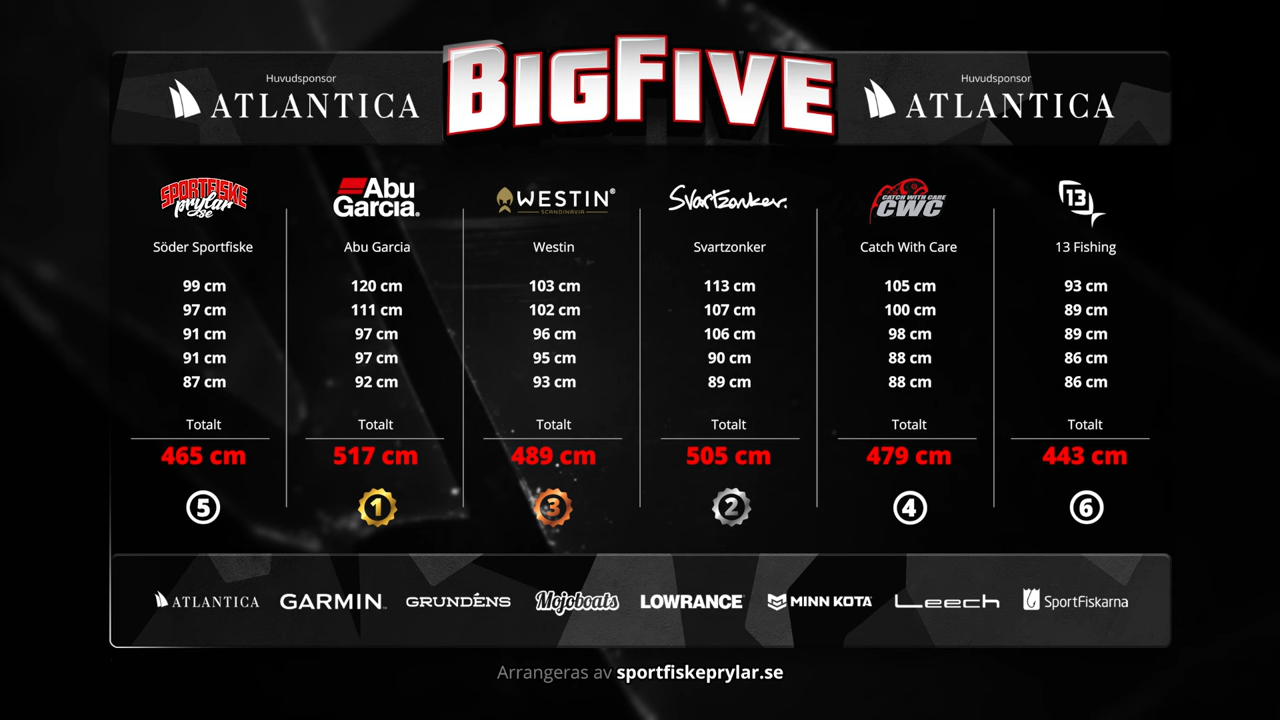 BIGFIVE
Huvudsponsor
ATLANTICA
Huvudsponsor
ATLANTICA
SPORTFISKE
prylar.se
Söder Sportfiske
99 cm
97 cm
91 cm
91 cm
87 cm
Totalt
465 cm
5
Abu
Garcia.
Abu Garcia
120 cm
111 cm
97 cm
97 cm
92 cm
Totalt
517 cm
1
WESTIN®
SCANDINAVIA
Westin
103 cm
102 cm
96 cm
95 cm
93 cm
Totalt
489 cm
3
Svartzonker.
Svartzonker
113 cm
107 cm
106 cm
90 cm
89 cm
Totalt
505 cm
2
CATCH WITH CARE
CWC
Catch With Care
105 cm
100 cm
98 cm
88 cm
88 cm
Totalt
479 cm
4
13
13 Fishing
93 cm
89 cm
89 cm
86 cm
86 cm
Totalt
443 cm
6
ATLANTICA
GARMIN
GRUNDÉNS
Mojoboats
LOWRANCE
MINN KOTA
Leech
SportFiskarna
Arrangeras av sportfiskeprylar.se